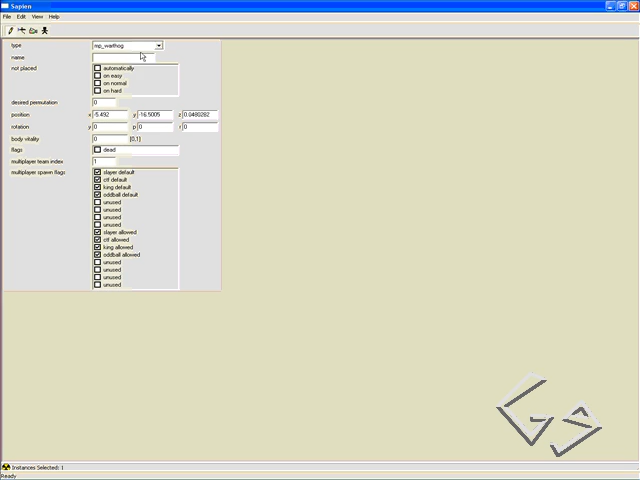 Sapien
File Edit View Help
type mp_warthog
name
not placed automatically
on easy
on normal
on hard
desired permutation 0
position x -5.492 y -16.5005 z 0.0480282
rotation y 0 p 0 r 0
body vitality 0 [0,1]
flags dead
multiplayer team index 1
multiplayer spawn flags slayer default
ctf default
king default
oddball default
unused
unused
unused
unused
slayer allowed
ctf allowed
king allowed
oddball allowed
unused
unused
unused
unused
GS
Instances Selected: 1
Ready